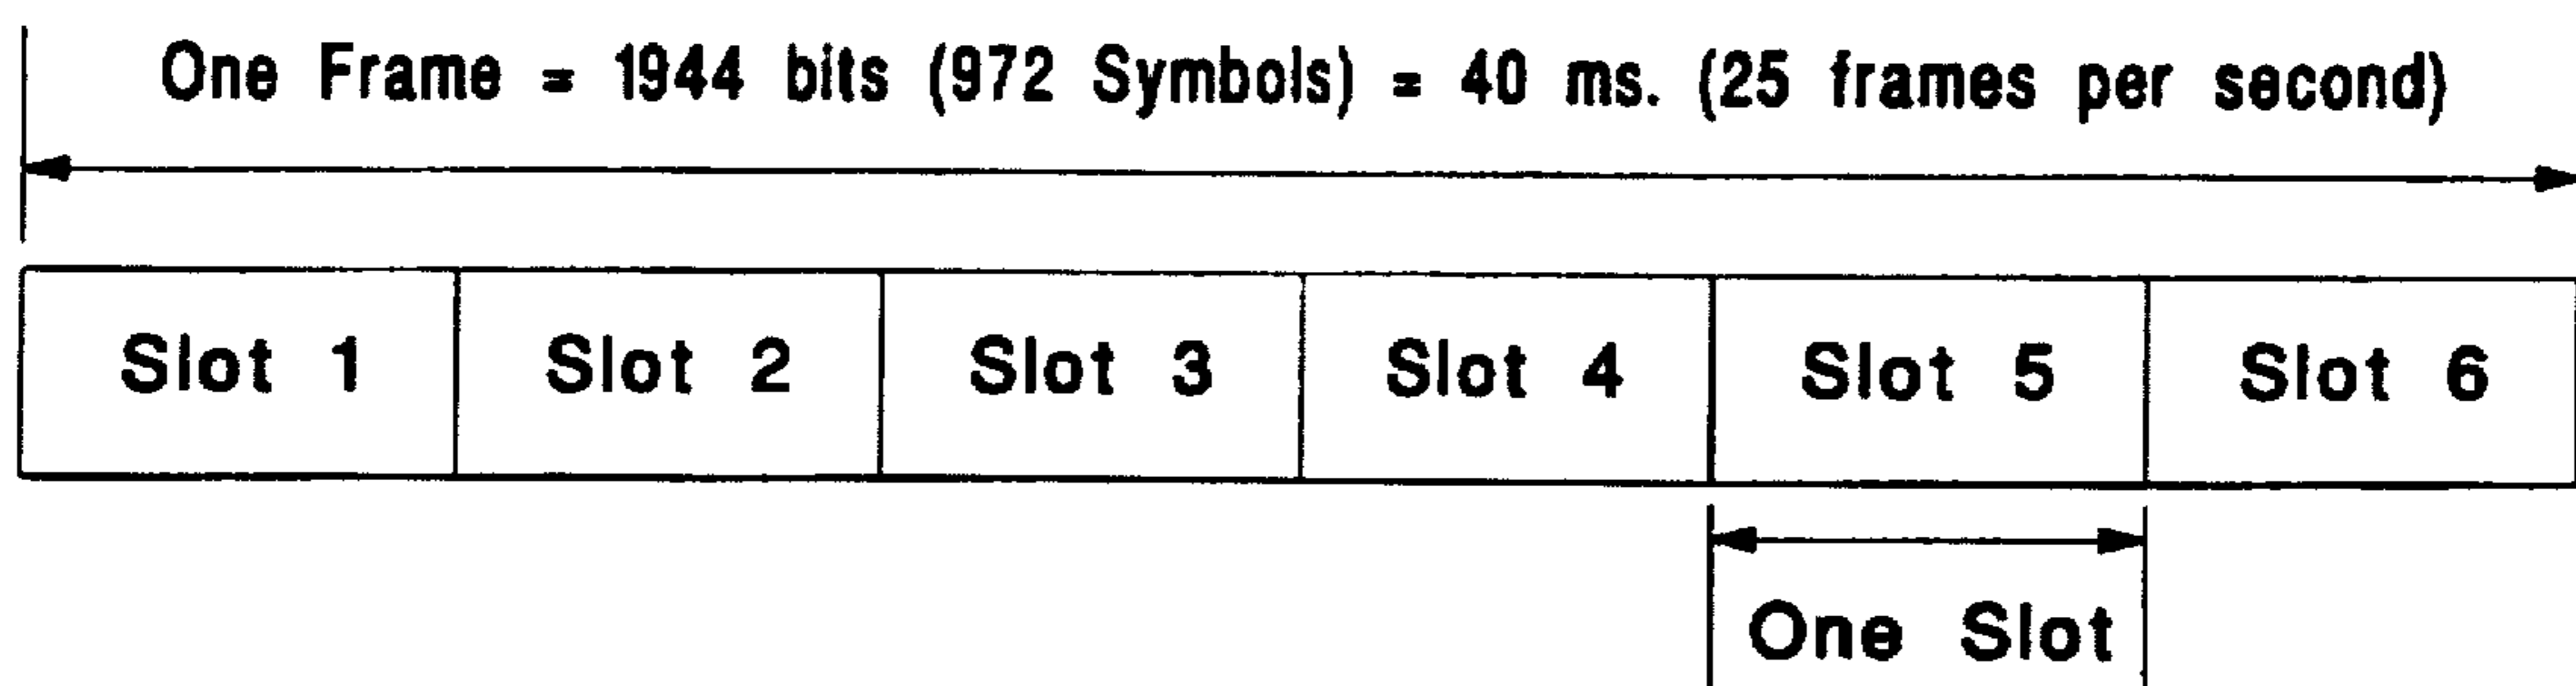 One Frame = 1944 bits (972 Symbols) = 40 ms. (25 frames per second)
Slot 1 Slot 2 Slot 3 Slot 4 Slot 5 Slot 6
One Slot